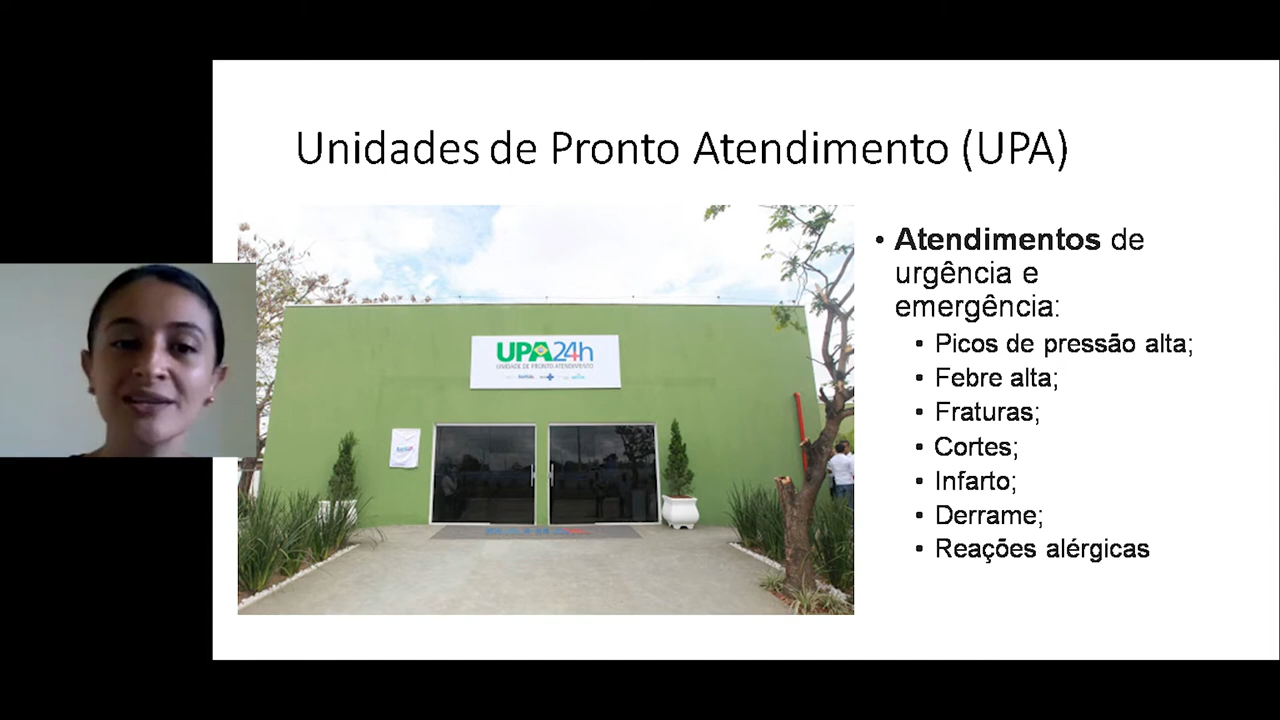 Unidades de Pronto Atendimento (UPA)
UPA24h
UNIDADE DE PRONTO ATENDIMENTO
• Atendimentos de
urgência e
emergência:
• Picos de pressão alta;
• Febre alta;
• Fraturas;
• Cortes;
• Infarto;
• Derrame;
• Reações alérgicas